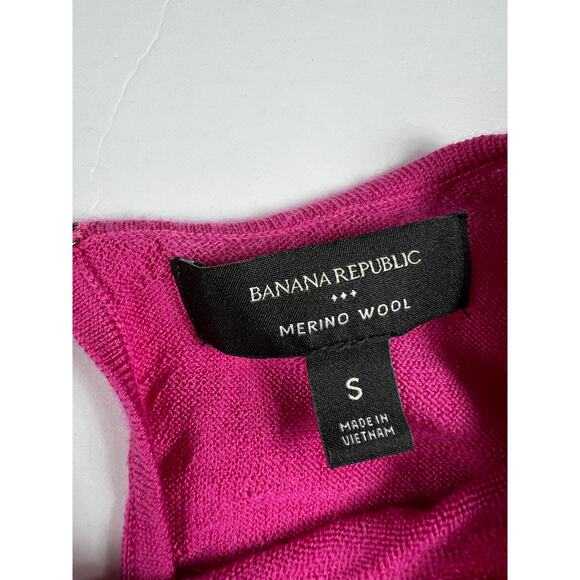 BANANA REPUBLIC
MERINO WOOL
S
MADE IN
VIETNAM